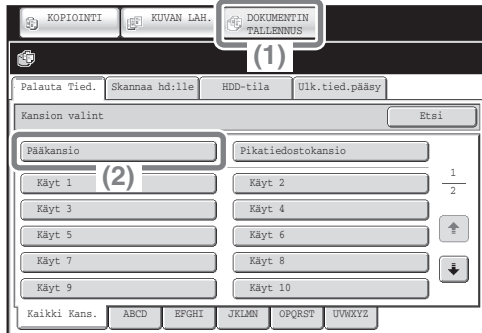 KOPIOINTI
KUVAN LAH.
DOKUMENTIN
TALLENNUS
(1)
Palauta Tied.
Skannaa hd:lle
HDD-tila
Ulk.tied.pääsy
Kansion valint
Etsi
Pääkansio
Pikatiedostokansio
(2)
Käyt 1
Käyt 2
1
2
Käyt 3
Käyt 4
Käyt 5
Käyt 6
Käyt 7
Käyt 8
Käyt 9
Käyt 10
Kaikki Kans.
ABCD
EFGHI
JKLMN
OPQRST
UVWXYZ